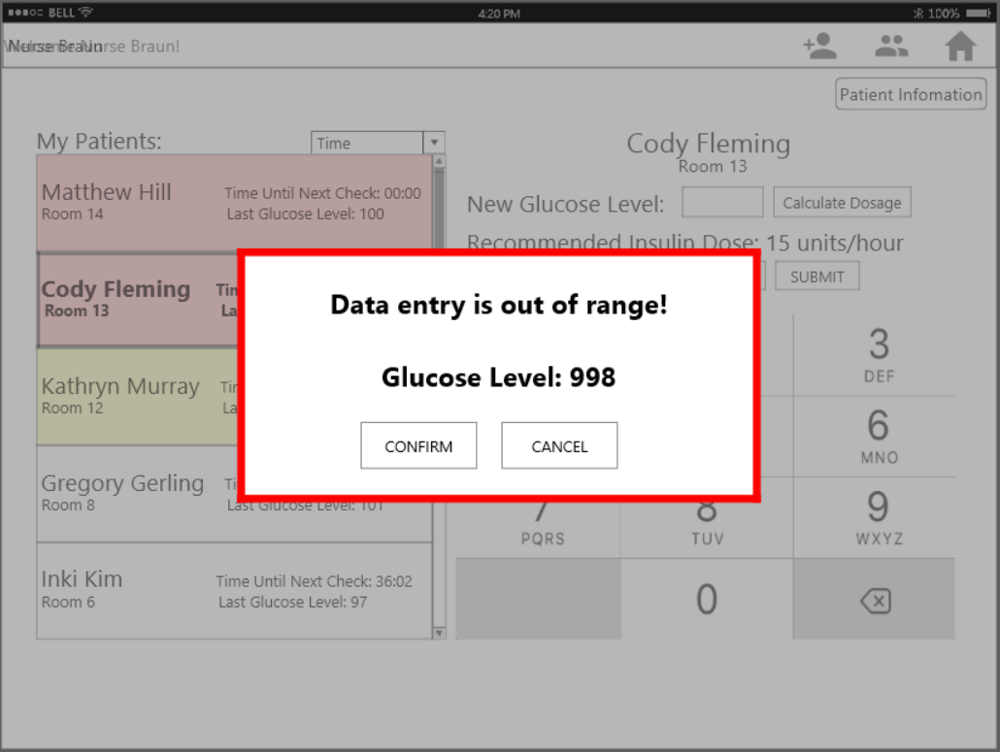 BELL
4:20 PM
100%
Nurse Braun
Welcome Nurse Braun!
Patient Infomation
My Patients:
Time
Matthew Hill
Room 14
Time Until Next Check: 00:00
Last Glucose Level: 100
Cody Fleming
Room 13
Tim
La
Kathryn Murray
Room 12
Tir
La
Gregory Gerling
Room 8
Ti
Last Glucose Level: 101
Inki Kim
Room 6
Time Until Next Check: 36:02
Last Glucose Level: 97
Cody Fleming
Room 13
New Glucose Level:
Calculate Dosage
Recommended Insulin Dose: 15 units/hour
SUBMIT
Data entry is out of range!
Glucose Level: 998
CONFIRM
CANCEL
3
DEF
6
MNO
7
PQRS
8
TUV
9
WXYZ
0